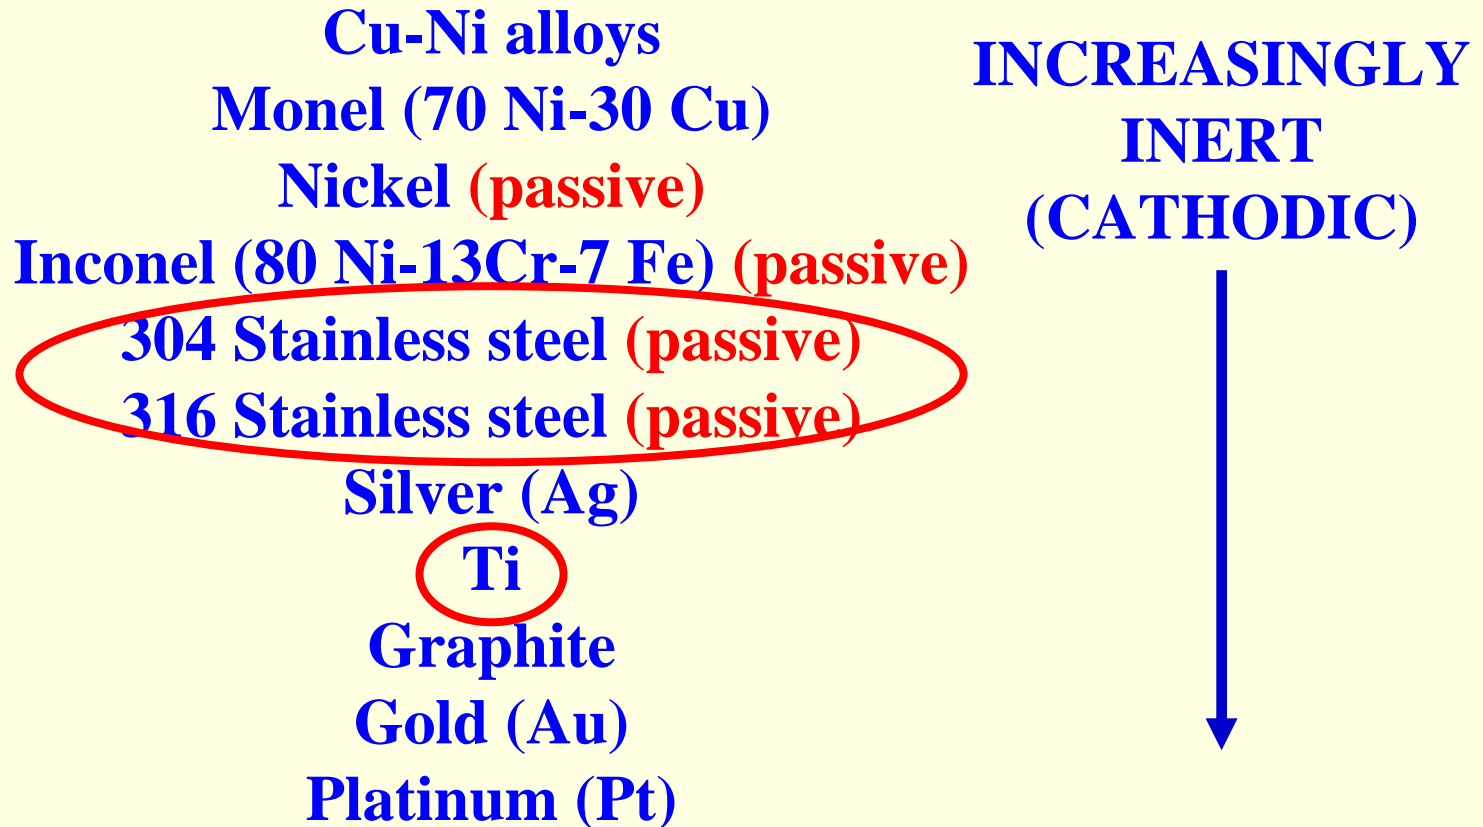 Cu-Ni alloys
Monel (70 Ni-30 Cu)
Nickel (passive)
Inconel (80 Ni-13Cr-7 Fe) (passive)
304 Stainless steel (passive)
316 Stainless steel (passive)
Silver (Ag)
Ti
Graphite
Gold (Au)
Platinum (Pt)
INCREASINGLY
INERT
(CATHODIC)